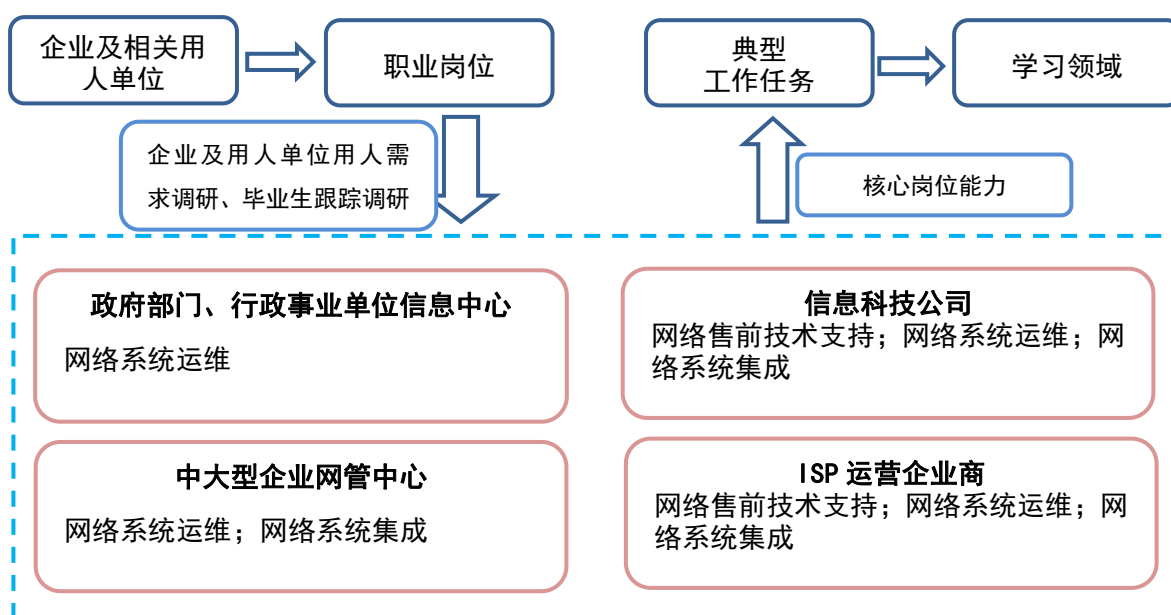 企业及相关用
人单位
职业岗位
典型
工作任务
学习领域
企业及用人单位用人需
求调研、毕业生跟踪调研
核心岗位能力
政府部门、行政事业单位信息中心
网络系统运维
信息科技公司
网络售前技术支持；网络系统运维；网
络系统集成
中大型企业网管中心
网络系统运维；网络系统集成
ISP 运营企业商
网络售前技术支持；网络系统运维；网
络系统集成